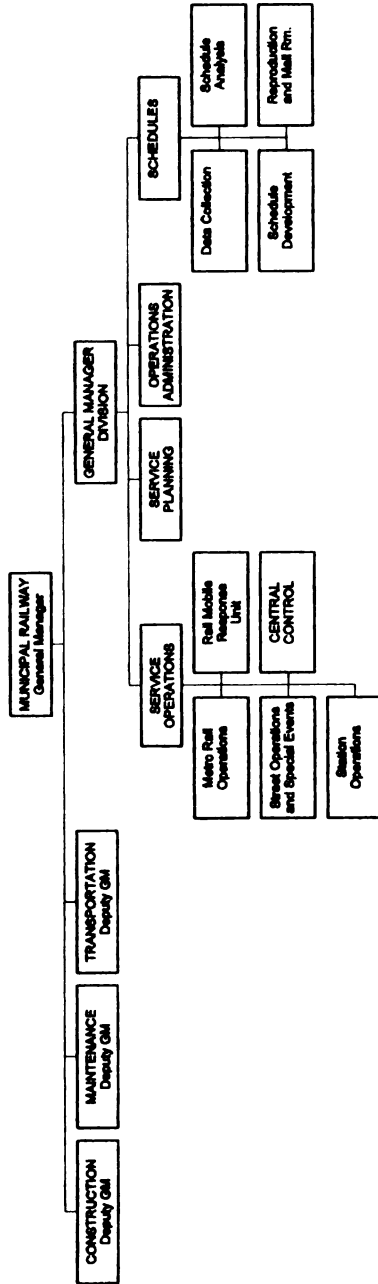 MUNICIPAL RAILWAY
General Manager
CONSTRUCTION
Deputy GM
MAINTENANCE
Deputy GM
TRANSPORTATION
Deputy GM
GENERAL MANAGER
DIVISION
SERVICE
OPERATIONS
SERVICE
PLANNING
OPERATIONS
ADMINISTRATION
SCHEDULES
Metro Rail
Operations
Rail Mobile
Response
Unit
Street Operations
and Special Events
CENTRAL
CONTROL
Station
Operations
Data Collection
Schedule
Analysis
Schedule
Development
Reproduction
and Mail Rm.